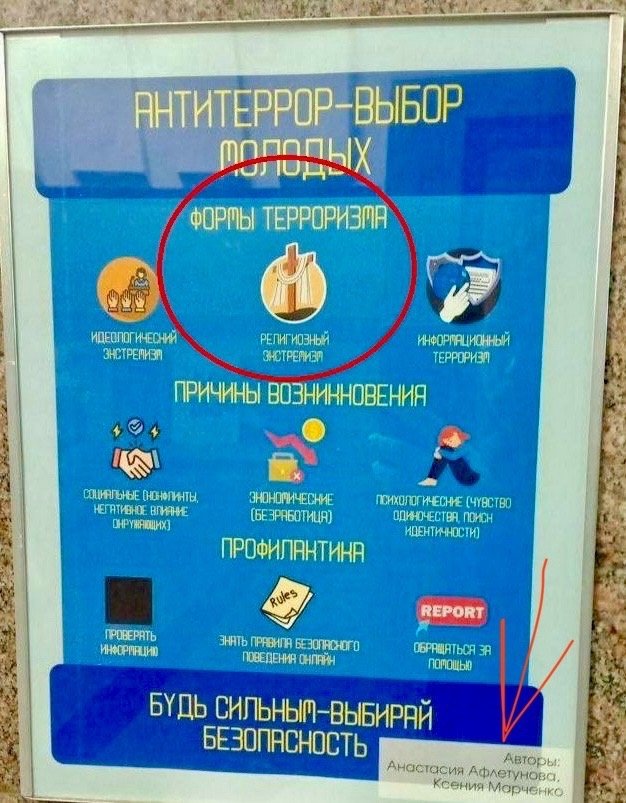 АНТИТЕРРОР-ВЫБОР
МОЛОДЫХ
ФОРМЫ ТЕРРОРИЗМА
ИДЕОЛОГИЧЕСКИЙ
ЭКСТРЕМИЗМ
РЕЛИГИОЗНЫЙ
ЭКСТРЕМИЗМ
ИНФОРМАЦИОННЫЙ
ТЕРРОРИЗМ
ПРИЧИНЫ ВОЗНИКНОВЕНИЯ
СОЦИАЛЬНЫЕ (КОНФЛИКТЫ,
НЕГАТИВНОЕ ВЛИЯНИЕ
ОКРУЖАЮЩИХ)
ЭКОНОМИЧЕСКИЕ
(БЕЗРАБОТИЦА)
ПСИХОЛОГИЧЕСКИЕ (ЧУВСТВО
ОДИНОЧЕСТВА, ПОИСК
ИДЕНТИЧНОСТИ)
ПРОФИЛАКТИКА
Rules
REPORT
ПРОВЕРЯТЬ
ИНФОРМАЦИЮ
ЗНАТЬ ПРАВИЛА БЕЗОПАСНОГО
ПОВЕДЕНИЯ ОНЛАЙН
ОБРАЩАТЬСЯ ЗА
ПОМОЩЬЮ
БУДЬ СИЛЬНЫМ-ВЫБИРАЙ
БЕЗОПАСНОСТЬ
Авторы:
Анастасия Афлетунова,
Ксения Марченко